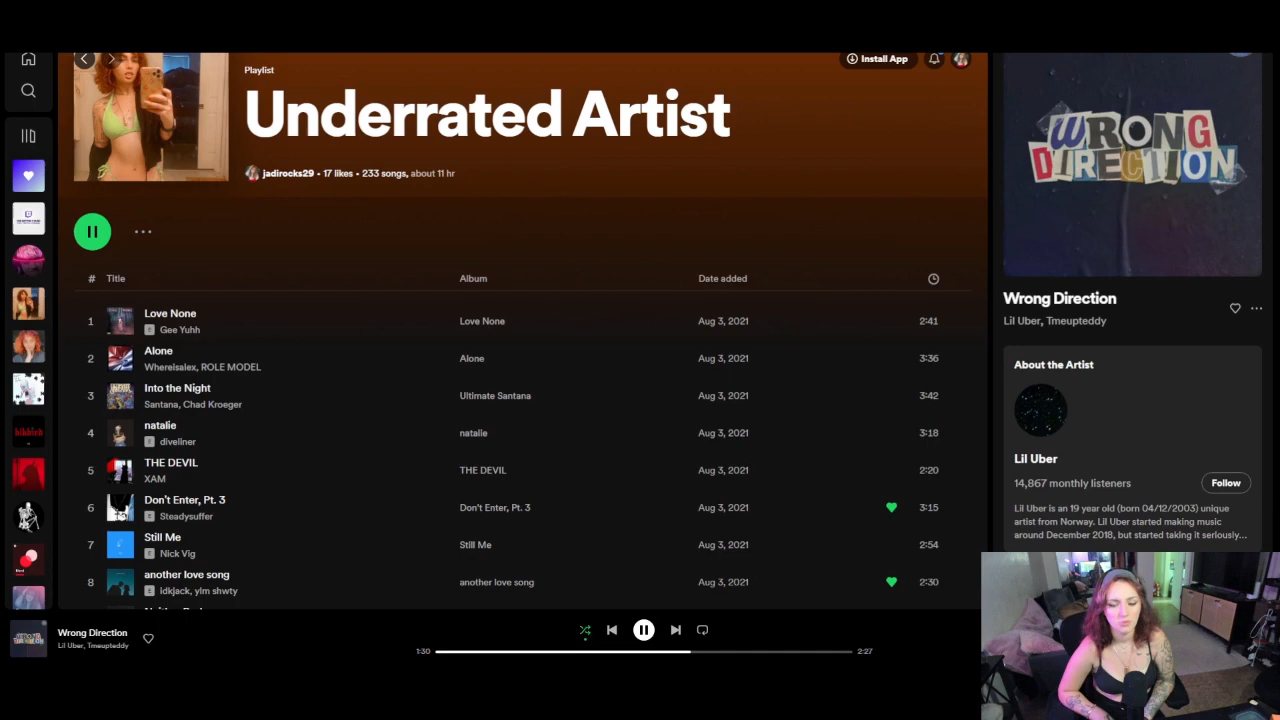 Playlist
Install App
Underrated Artist
jadirocks29 • 17 likes • 233 songs, about 11 hr
# Title Album Date added
1 Love None Love None Aug 3, 2021 2:41
E Gee Yuhh
2 Alone Alone Aug 3, 2021 3:36
WhereIsalex, ROLE MODEL
3 Into the Night Ultimate Santana Aug 3, 2021 3:42
Santana, Chad Kroeger
4 natalie natalie Aug 3, 2021 3:18
E diveliner
5 THE DEVIL THE DEVIL Aug 3, 2021 2:20
XAM
6 Don't Enter, Pt. 3 Don't Enter, Pt. 3 Aug 3, 2021 3:15
E Steadysuffer
7 Still Me Still Me Aug 3, 2021 2:54
E Nick Vig
8 another love song another love song Aug 3, 2021 2:30
E idkjack, ylm shwty
WRONG
DIRECTION
Wrong Direction
Lil Uber, Tmeupteddy
About the Artist
Lil Uber
14,867 monthly listeners
Follow
Lil Uber is an 19 year old (born 04/12/2003) unique
artist from Norway. Lil Uber started making music
around December 2018, but started taking it seriously...
Wrong Direction
Lil Uber, Tmeupteddy
1:30 2:27